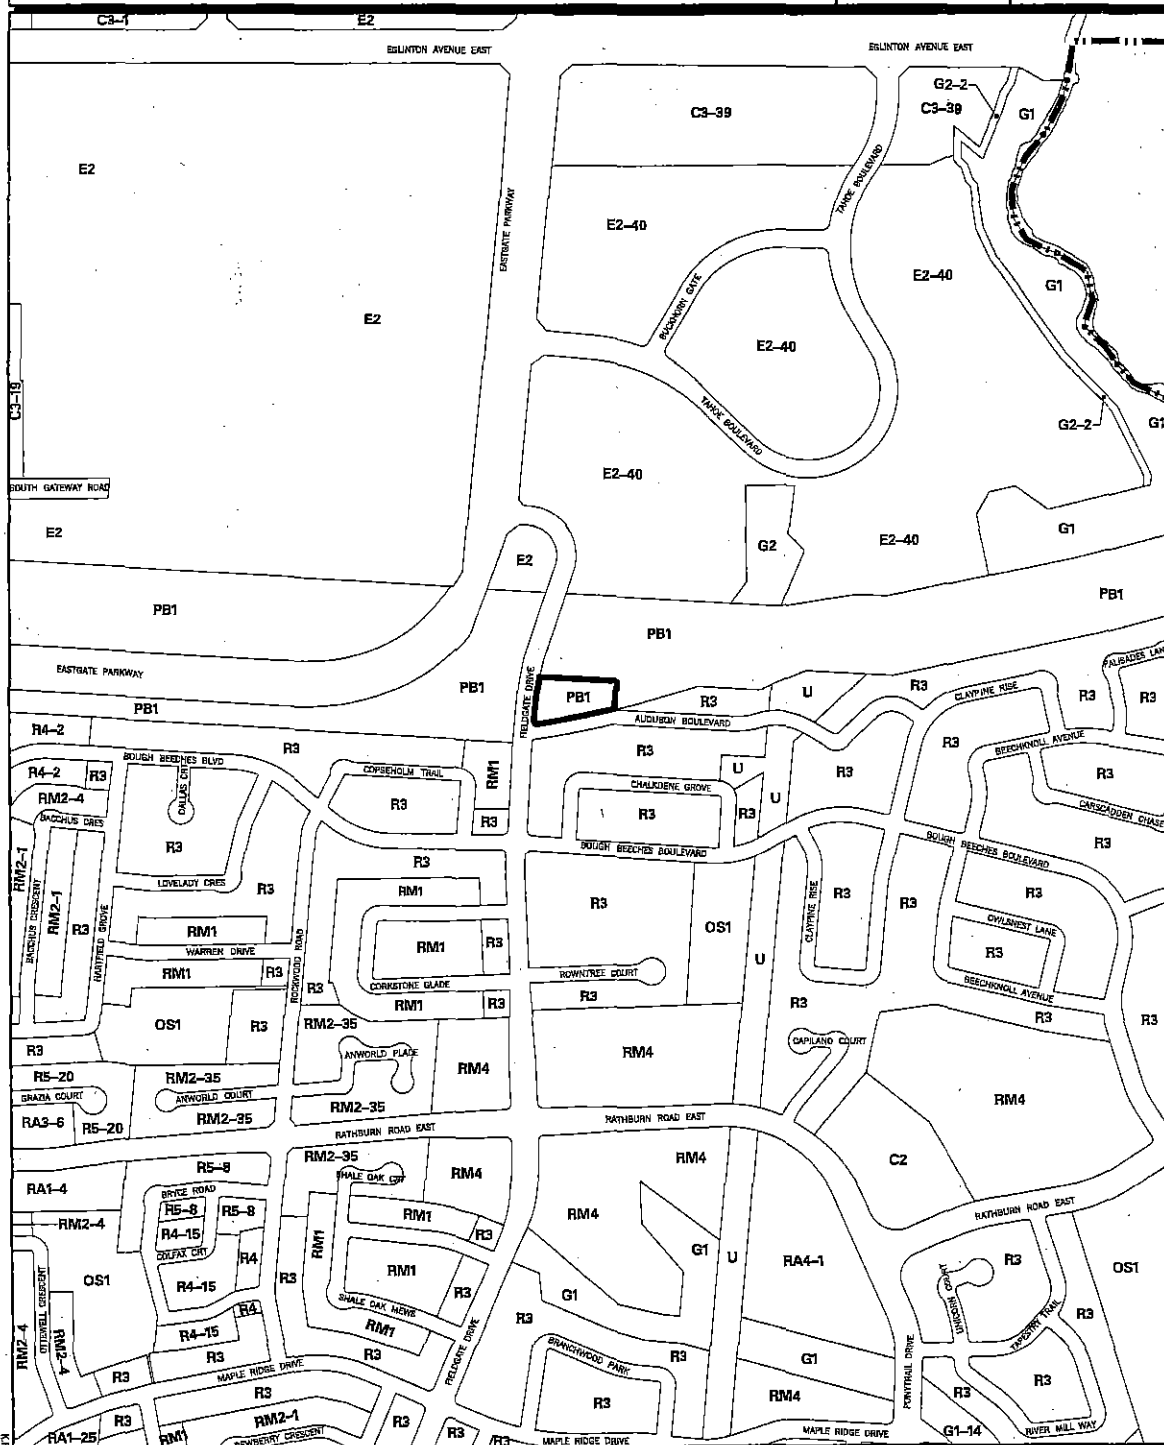 C3-1
E2
EGLINTON AVENUE EAST
EGLINTON AVENUE EAST
G2-2
C3-39
C3-39
G1
E2
TAHOE BOULEVARD
EASTGATE PARKWAY
E2-40
E2-40
G1
BUCKHORN GATE
E2
E2-40
C3-19
TAHOE BOULEVARD
G2-2
G1
E2-40
SOUTH GATEWAY ROAD
E2
G2
E2-40
G1
E2
PB1
PB1
PB1
EASTGATE PARKWAY
PALISADES LANE
PB1
FIELDGATE DRIVE
PB1
R3
U
R3
CLAYPINE RISE
R3
R3
PB1
AUDUBON BOULEVARD
R4-2
R3
R3
R3
BEECHKNOLL AVENUE
BOUGH BEECHES BLVD
R4-2
R3
DALLAS CRT
COPSEHOLM TRAIL
RM1
U
R3
R3
RM2-4
CHALKDENE GROVE
U
R3
R3
R3
R3
CARSCADDEN CHASE
BACCHUS CRES
R3
BOUGH BEECHES BOULEVARD
BOUGH BEECHES BOULEVARD
R3
RM2-1
R3
LOVELADY CRES
R3
RM1
BACCHUS CRESCENT
RM2-1
R3
HARTFIELD GROVE
R3
CLAYPINE RISE
R3
R3
R3
OWLSNEST LANE
RM1
WARREN DRIVE
RM1
R3
OS1
R3
RM1
R3
ROCKWOOD ROAD
R3
CORKSTONE GLADE
ROWNTREE COURT
U
BEECHKNOLL AVENUE
RM1
R3
R3
R3
R3
R3
OS1
R3
RM2-35
CAPILANO COURT
R3
ANWORLD PLACE
RM4
RM4
R5-20
RM2-35
RM4
GRAZIA COURT
ANWORLD COURT
RA3-6
R5-20
RM2-35
RM2-35
RATHBURN ROAD EAST
RATHBURN ROAD EAST
R5-8
RM2-35
RM4
RM4
C2
RA1-4
BRYCE ROAD
SHALE OAK CRT
RM2-4
R5-8
R5-8
RM1
RM4
RATHBURN ROAD EAST
R4-15
R3
COLFAX CRT
R4
RM1
G1
U
RA4-1
R3
OS1
OS1
R4-15
R3
RM1
R3
G1
UNICORN COURT
OTTEWELL CRESCENT
R4
SHALE OAK MEWS
R3
TAPESTRY TRAIL
R3
RM2-4
RM2-4
R4-15
RM1
FIELDGATE DRIVE
R3
R3
BRANCHWOOD PARK
R3
G1
PONYTRAIL DRIVE
R3
MAPLE RIDGE DRIVE
R3
R3
RM4
R3
R3
R3
RM2-1
R3
R3
RA1-25
RM1
DEWBERRY CRESCENT
R3
R3
MAPLE RIDGE DRIVE
MAPLE RIDGE DRIVE
G1-14
RIVER MILL WAY